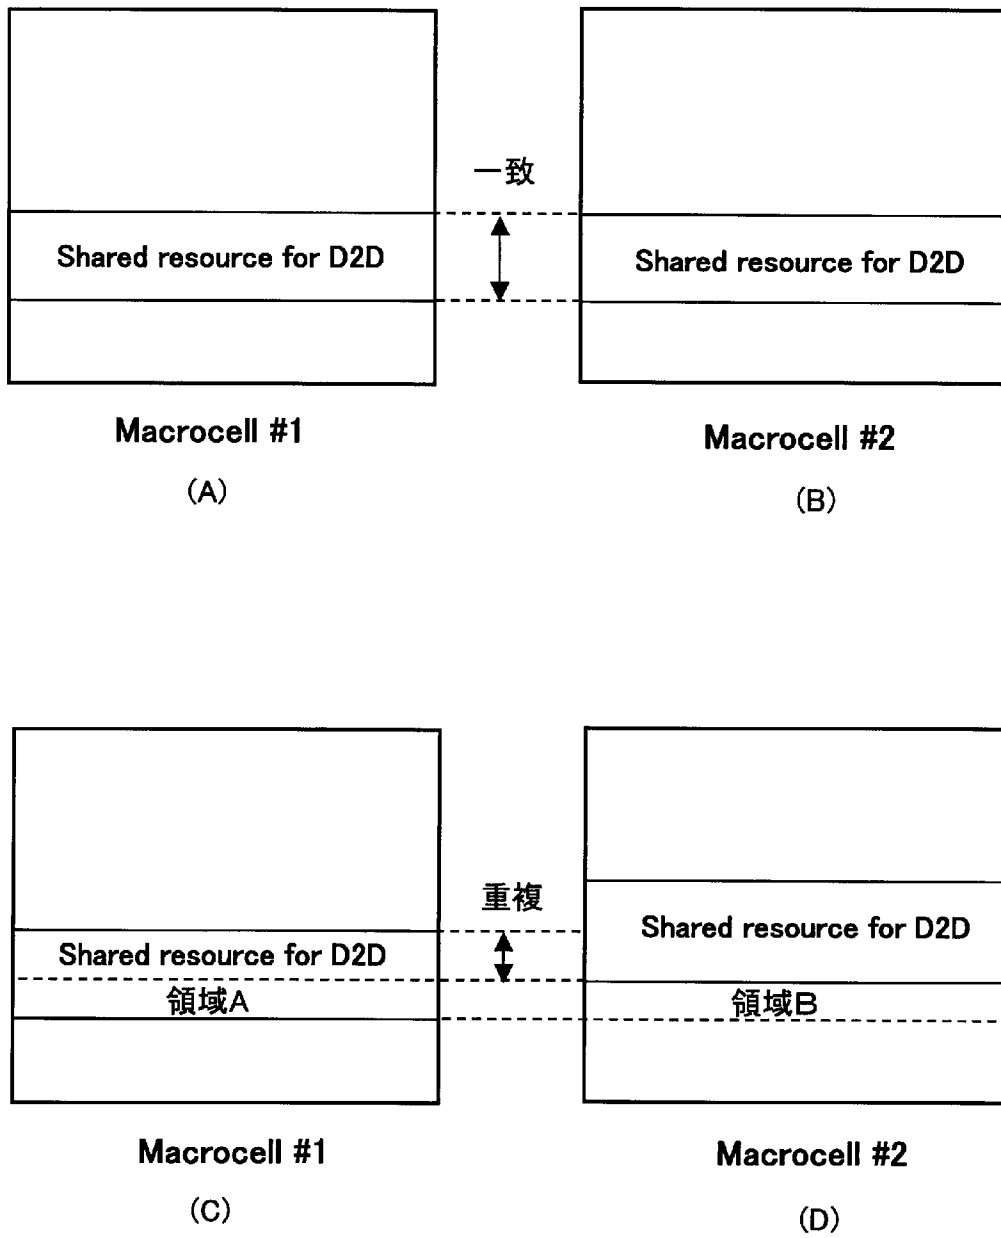 一致
Shared resource for D2D
Shared resource for D2D
Macrocell #1
Macrocell #2
(A)
(B)
重複
Shared resource for D2D
Shared resource for D2D
領域A
領域B
Macrocell #1
Macrocell #2
(C)
(D)